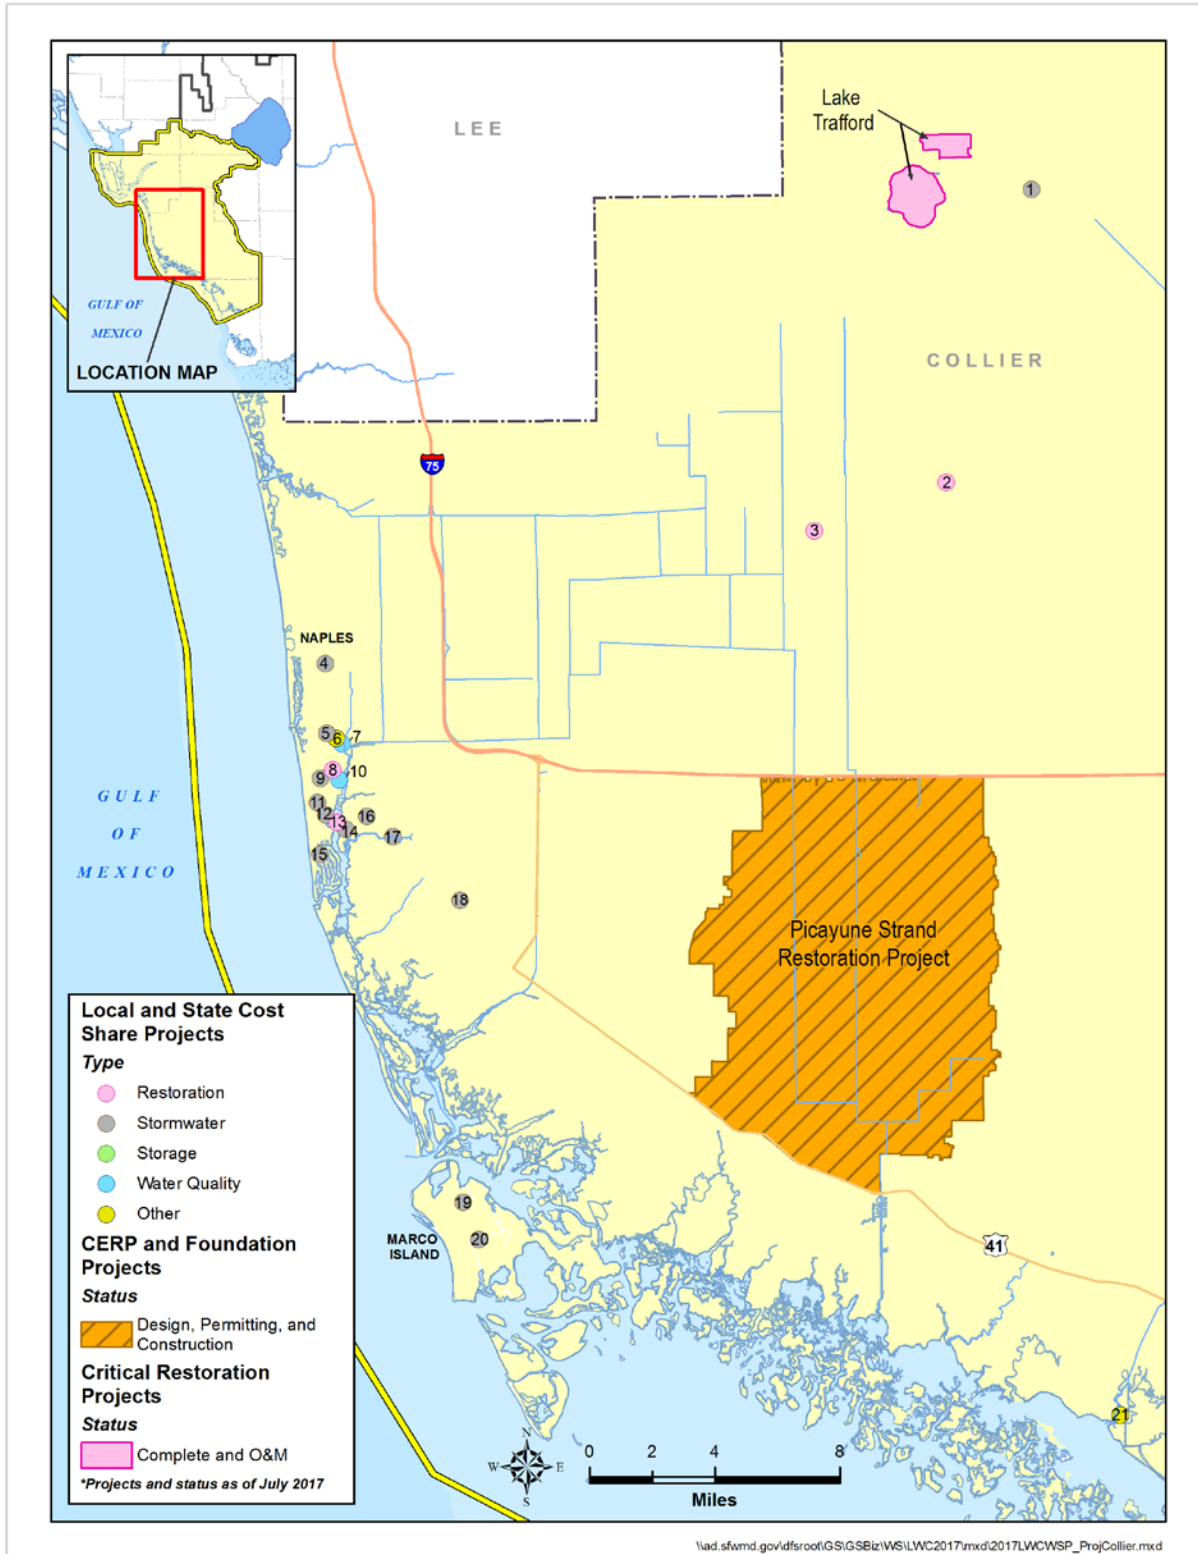 LEE
Lake
Trafford
1
COLLIER
GULF OF
MEXICO
LOCATION MAP
75
2
3
NAPLES
4
5
6
7
8
9
10
11
12
13
14
15
16
17
18
GULF
OF
MEXICO
Picayune Strand
Restoration Project
Local and State Cost
Share Projects
Type
Restoration
Stormwater
Storage
Water Quality
Other
CERP and Foundation
Projects
Status
Design, Permitting, and
Construction
Critical Restoration
Projects
Status
Complete and O&M
*Projects and status as of July 2017
19
20
MARCO
ISLAND
41
21
N
W E
S
0 2 4 8
Miles
\\ad.sfwmd.gov\dfsroot\GS\GSBiz\WS\LWC2017\mxd\2017LWCWSP_ProjCollier.mxd